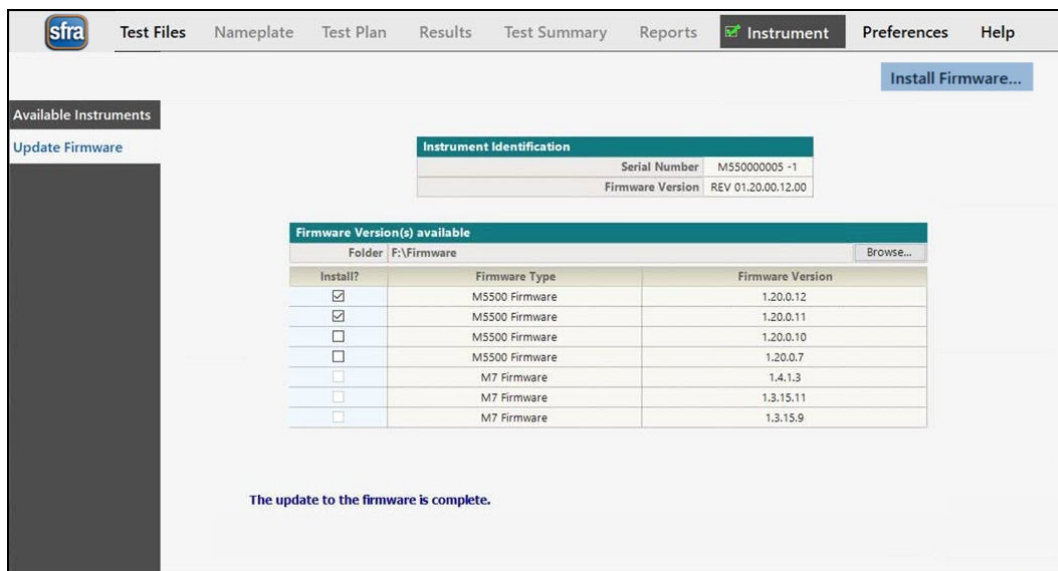 sfra Test Files Nameplate Test Plan Results Test Summary Reports Instrument Preferences Help
Install Firmware...
Available Instruments
Update Firmware
Instrument Identification
Serial Number M550000005 -1
Firmware Version REV 01.20.00.12.00
Firmware Version(s) available
Folder F:\Firmware Browse...
Install? Firmware Type Firmware Version
M5500 Firmware 1.20.0.12
M5500 Firmware 1.20.0.11
M5500 Firmware 1.20.0.10
M5500 Firmware 1.20.0.7
M7 Firmware 1.4.1.3
M7 Firmware 1.3.15.11
M7 Firmware 1.3.15.9
The update to the firmware is complete.